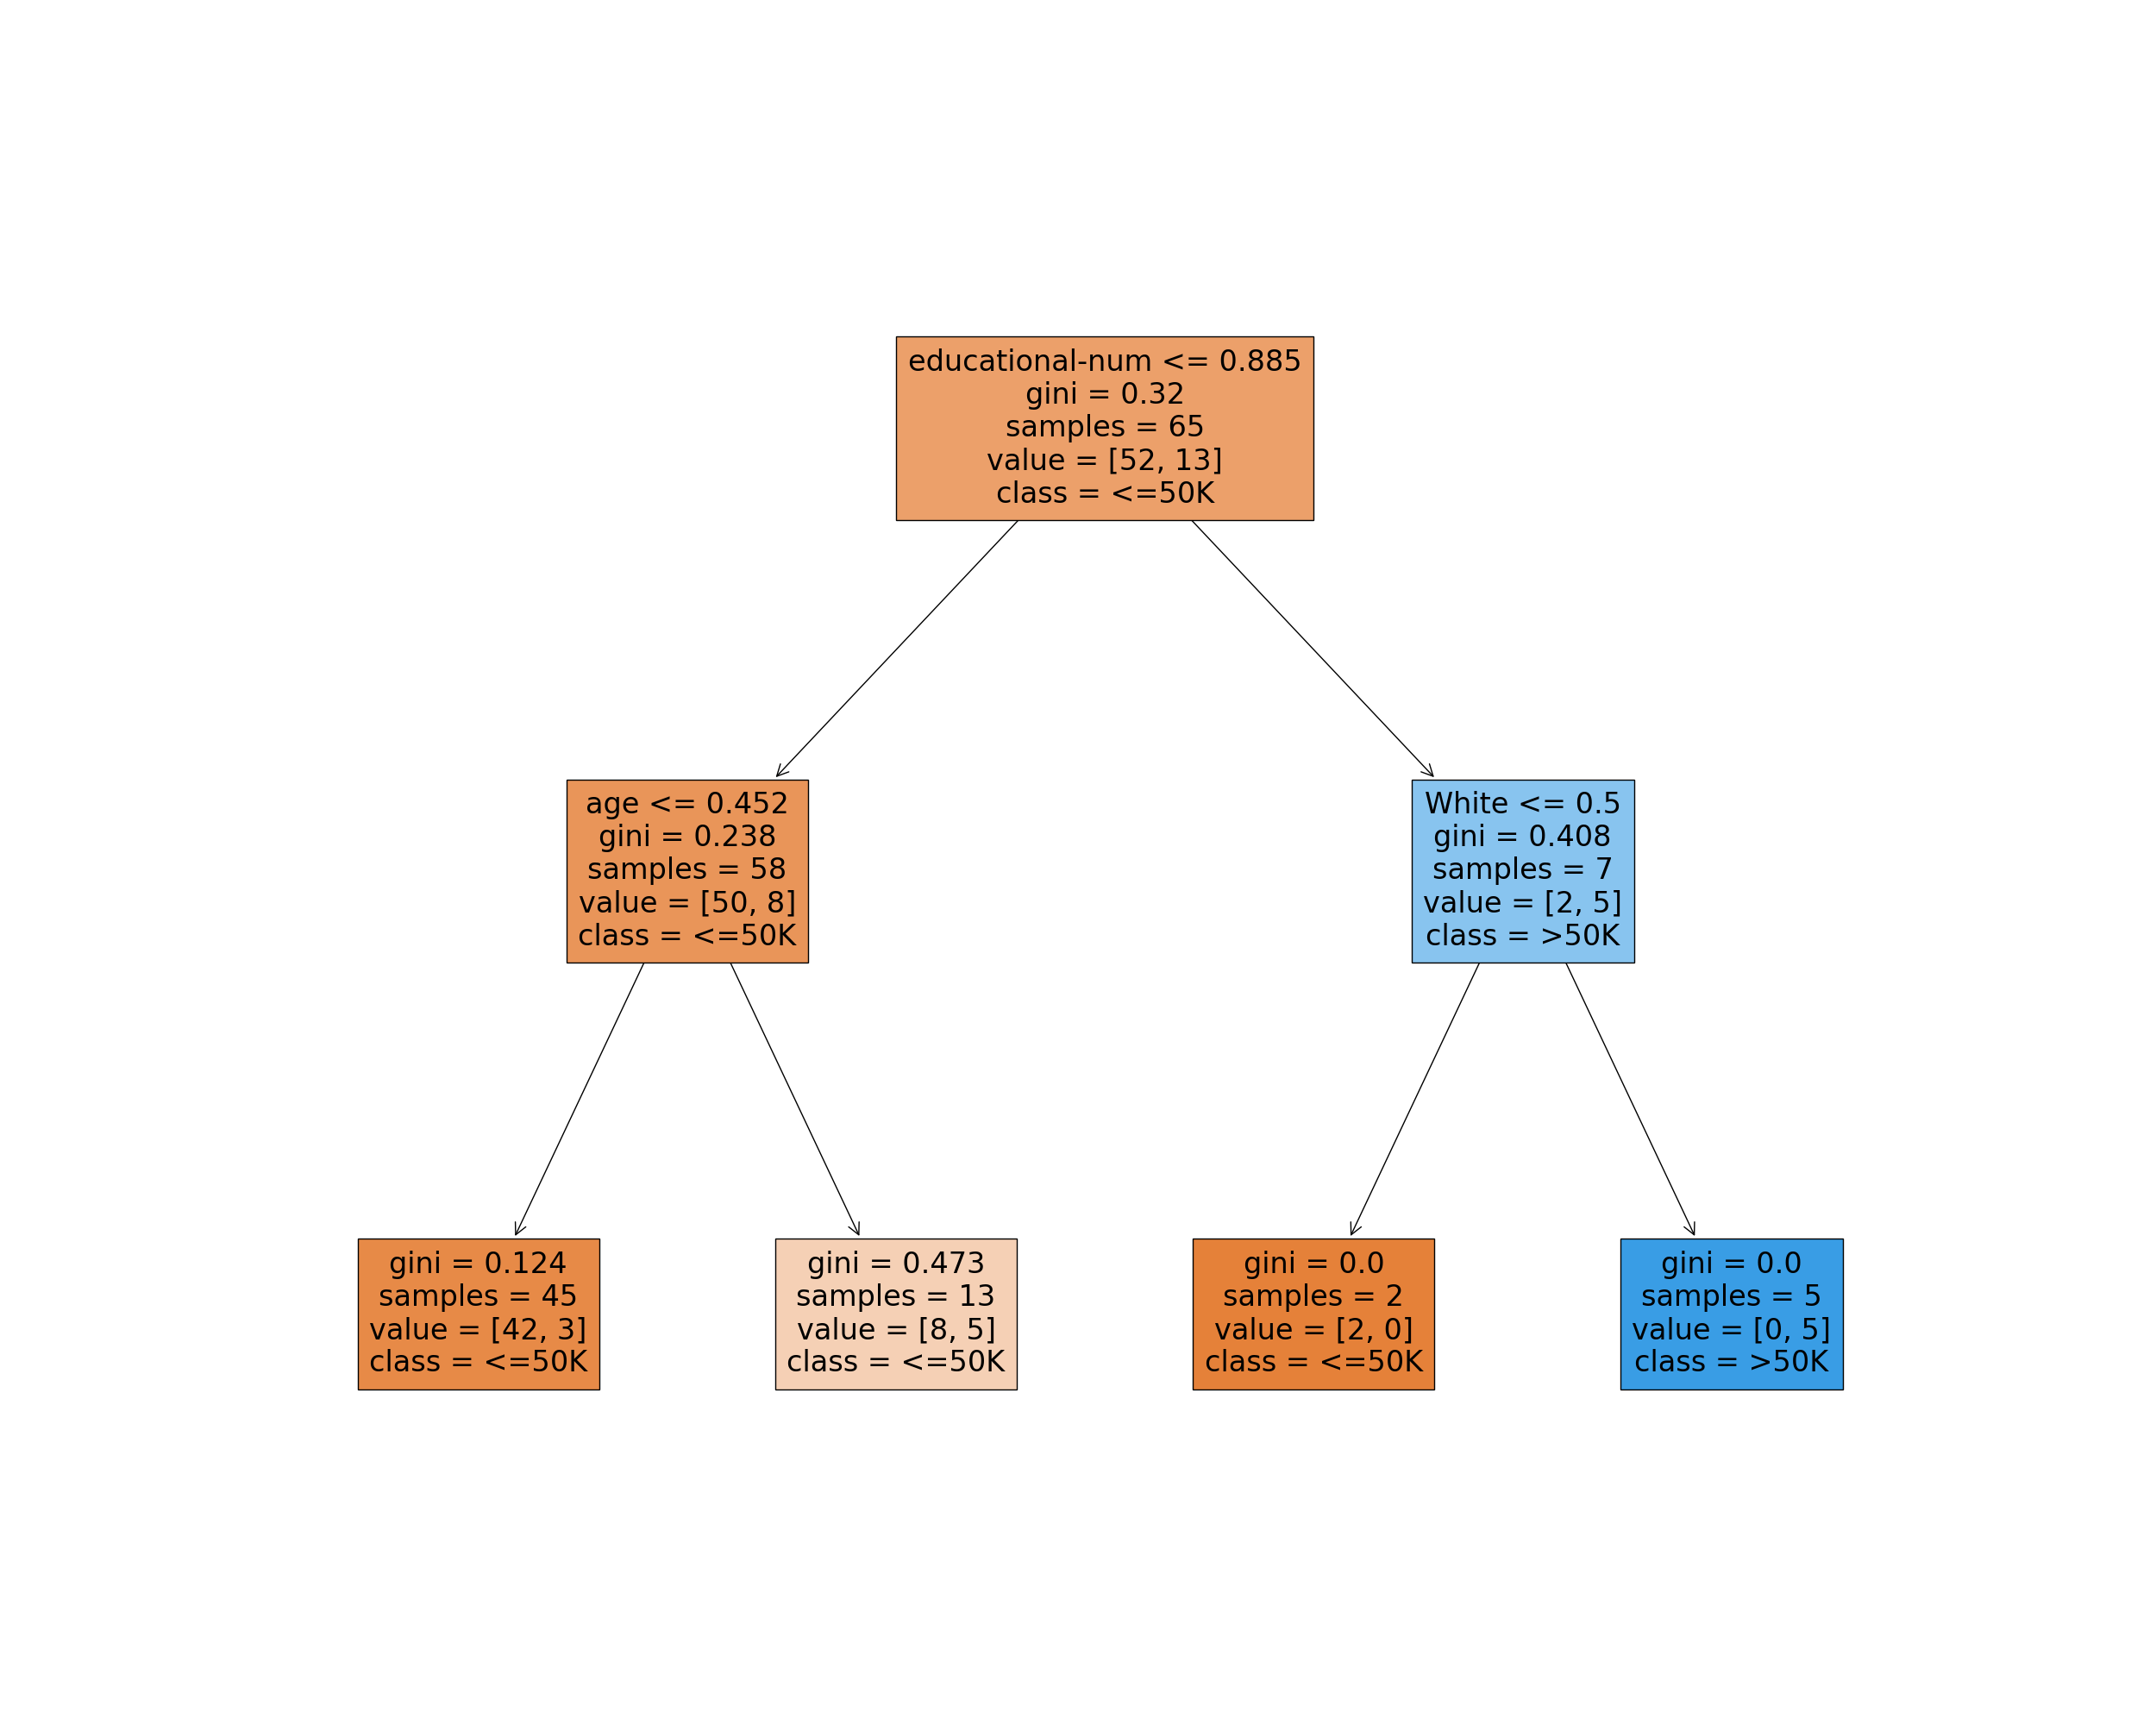 educational-num <= 0.885
gini = 0.32
samples = 65
value = [52, 13]
class = <=50K
age <= 0.452
gini = 0.238
samples = 58
value = [50, 8]
class = <=50K
White <= 0.5
gini = 0.408
samples = 7
value = [2, 5]
class = >50K
gini = 0.124
samples = 45
value = [42, 3]
class = <=50K
gini = 0.473
samples = 13
value = [8, 5]
class = <=50K
gini = 0.0
samples = 2
value = [2, 0]
class = <=50K
gini = 0.0
samples = 5
value = [0, 5]
class = >50K